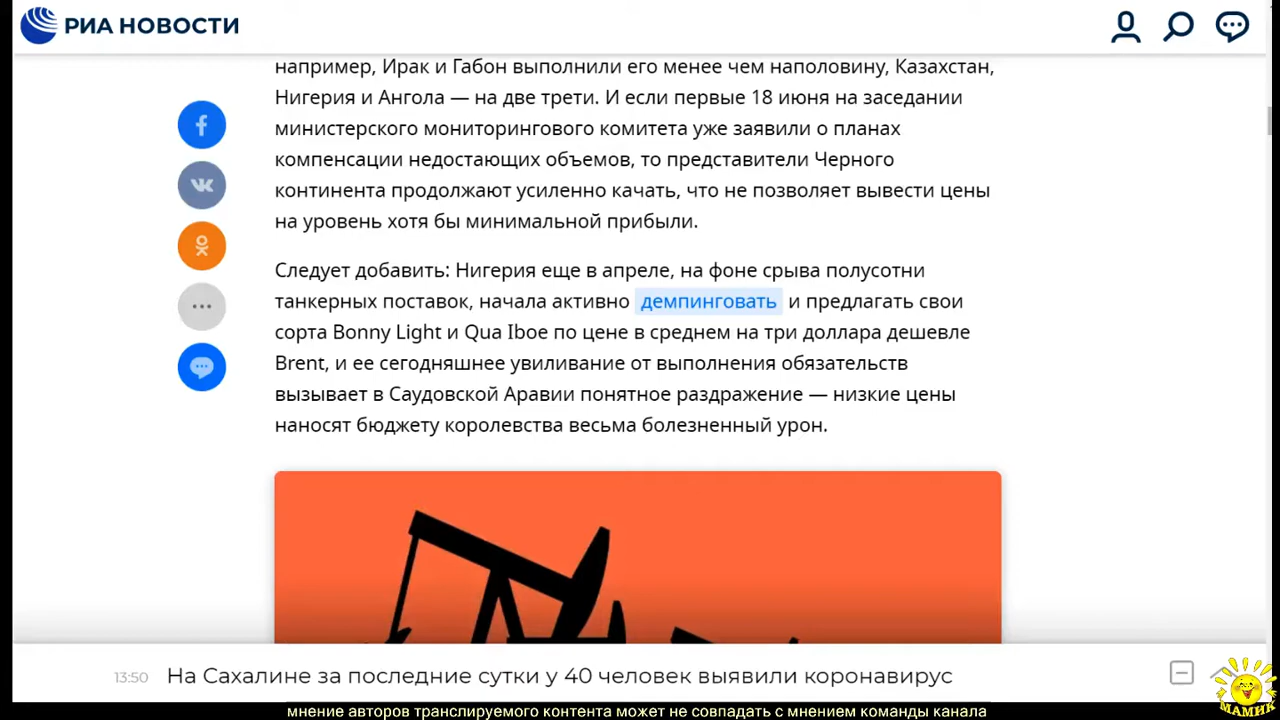 РИА НОВОСТИ
например, Ирак и Габон выполнили его менее чем наполовину, Казахстан,
Нигерия и Ангола — на две трети. И если первые 18 июня на заседании
министерского мониторингового комитета уже заявили о планах
компенсации недостающих объемов, то представители Черного
континента продолжают усиленно качать, что не позволяет вывести цены
на уровень хотя бы минимальной прибыли.
Следует добавить: Нигерия еще в апреле, на фоне срыва полусотни
танкерных поставок, начала активно демпинговать и предлагать свои
сорта Bonny Light и Qua Iboe по цене в среднем на три доллара дешевле
Brent, и ее сегодняшнее увиливание от выполнения обязательств
вызывает в Саудовской Аравии понятное раздражение — низкие цены
наносят бюджету королевства весьма болезненный урон.
13:50 На Сахалине за последние сутки у 40 человек выявили коронавирус
МАМИК
мнение авторов транслируемого контента может не совпадать с мнением команды канала